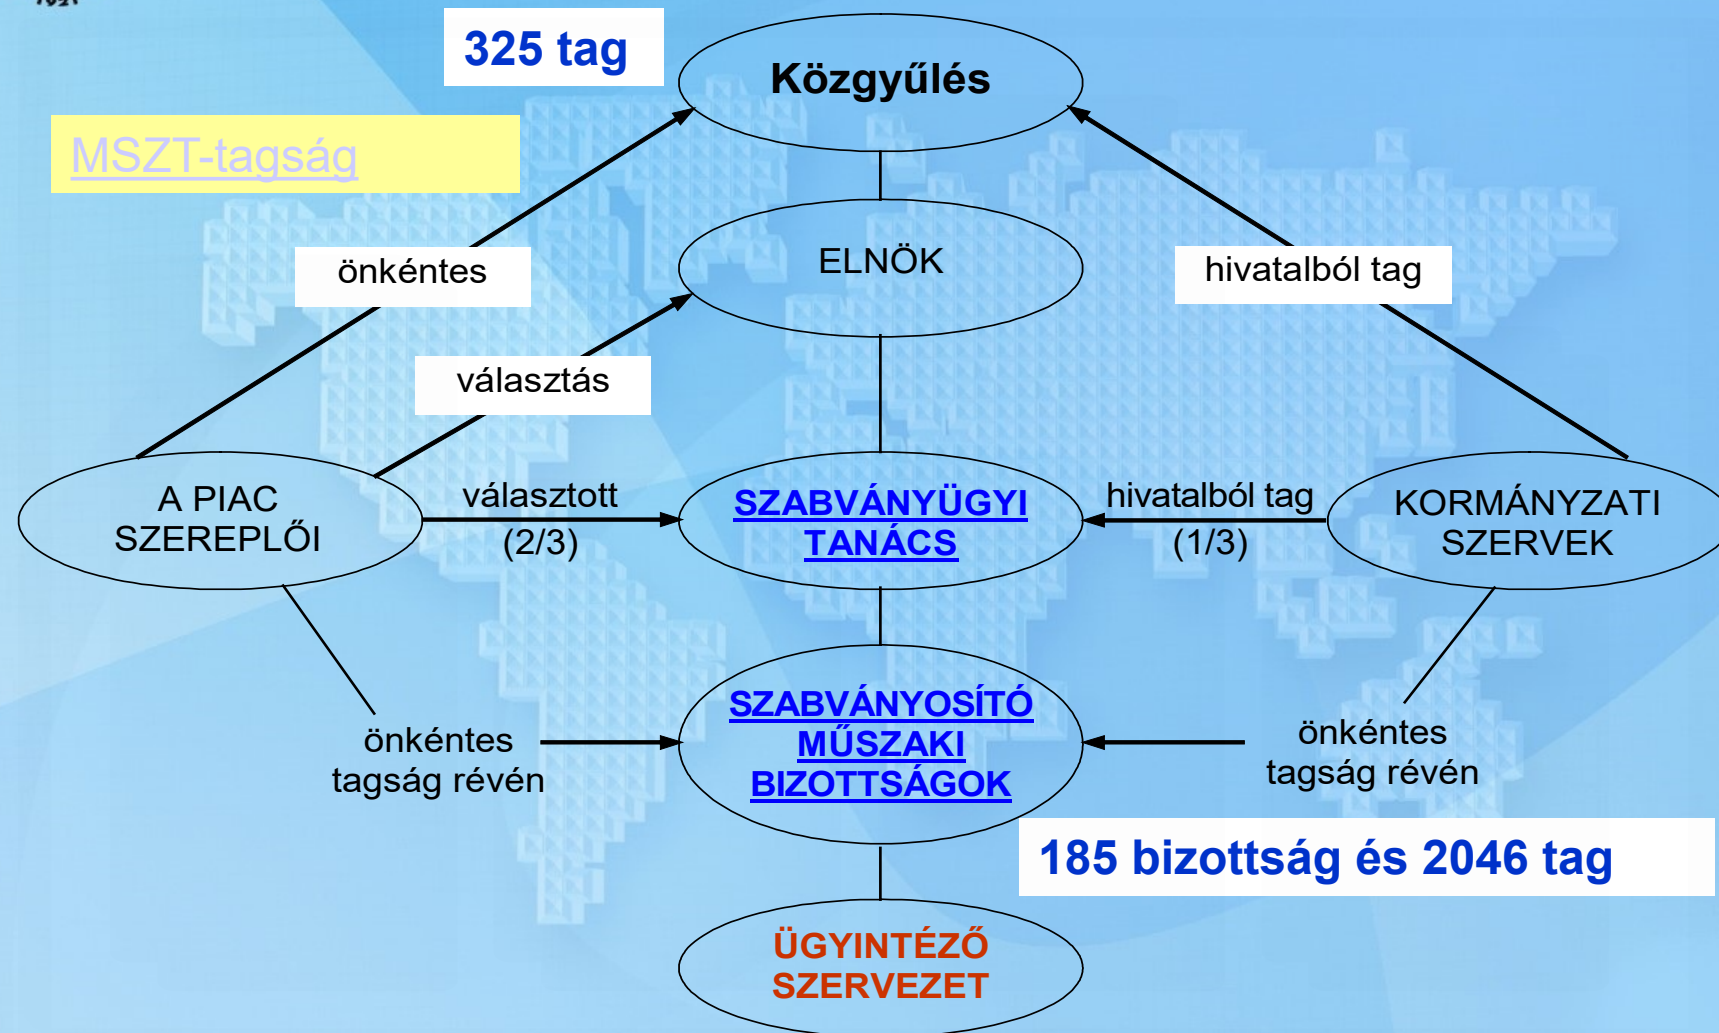 325 tag
Közgyűlés
MSZT-tagság
önkéntes
ELNÖK
hivatalból tag
választás
A PIAC
SZEREPLŐI
választott
(2/3)
SZABVÁNYÜGYI
TANÁCS
hivatalból tag
(1/3)
KORMÁNYZATI
SZERVEK
önkéntes
tagság révén
SZABVÁNYOSÍTÓ
MŰSZAKI
BIZOTTSÁGOK
önkéntes
tagság révén
185 bizottság és 2046 tag
ÜGYINTÉZŐ
SZERVEZET